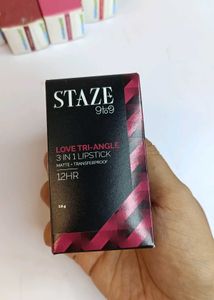 STAZE
9to9
LOVE TRI-ANGLE
3 IN 1 LIPSTICK
MATTE + TRANSFERPROOF
12HR